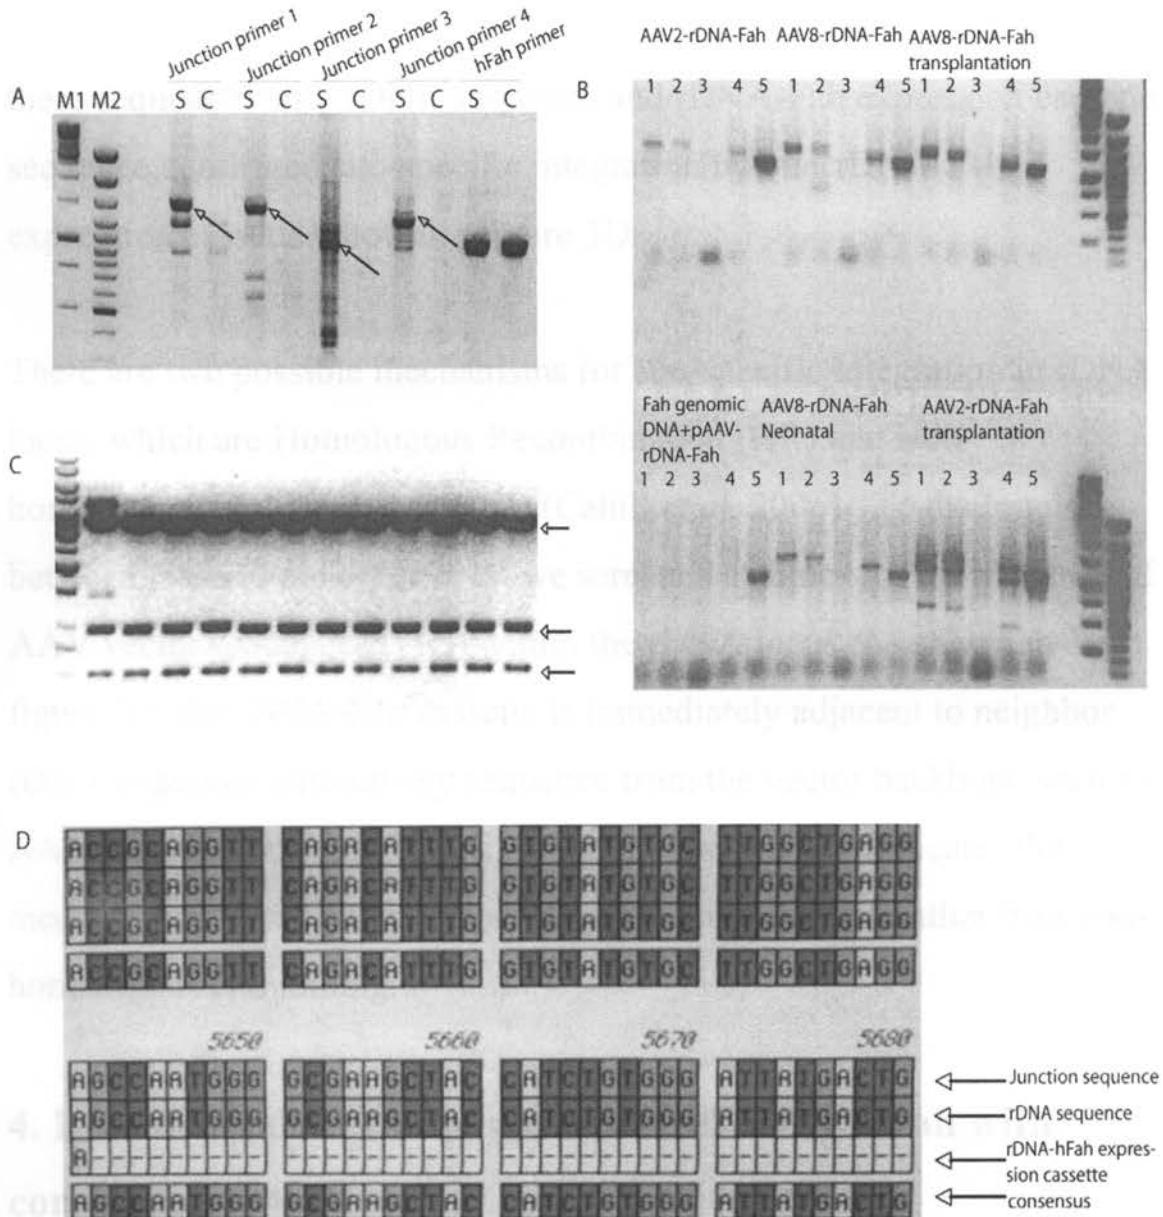 Junction primer 1
Junction primer 2
Junction primer 3
Junction primer 4
hFah primer
A
M1 M2 S C S C S C S C S C
B
AAV2-rDNA-Fah AAV8-rDNA-Fah AAV8-rDNA-Fah
transplantation
1 2 3 4 5 1 2 3 4 5 1 2 3 4 5
Fah genomic
DNA+pAAV-
rDNA-Fah
AAV8-rDNA-Fah
Neonatal
AAV2-rDNA-Fah
transplantation
1 2 3 4 5 1 2 3 4 5 1 2 3 4 5
C
D
ACCGCAGGTT CAGACATTTG GTGTATGTGC TTGGCTGAGG
ACCGCAGGTT CAGACATTTG GTGTATGTGC TTGGCTGAGG
ACCGCAGGTT CAGACATTTG GTGTATGTGC TTGGCTGAGG
ACCGCAGGTT CAGACATTTG GTGTATGTGC TTGGCTGAGG
5650 5660 5670 5680
AGCCAATGGG GCGAAGCTAC CATCTGTGGG ATTATGACTG Junction sequence
AGCCAATGGG GCGAAGCTAC CATCTGTGGG ATTATGACTG rDNA sequence
A--------- ---------- ---------- ---------- rDNA-hFah expres-
sion cassette
AGCCAATGGG GCGAAGCTAC CATCTGTGGG ATTATGACTG consensus